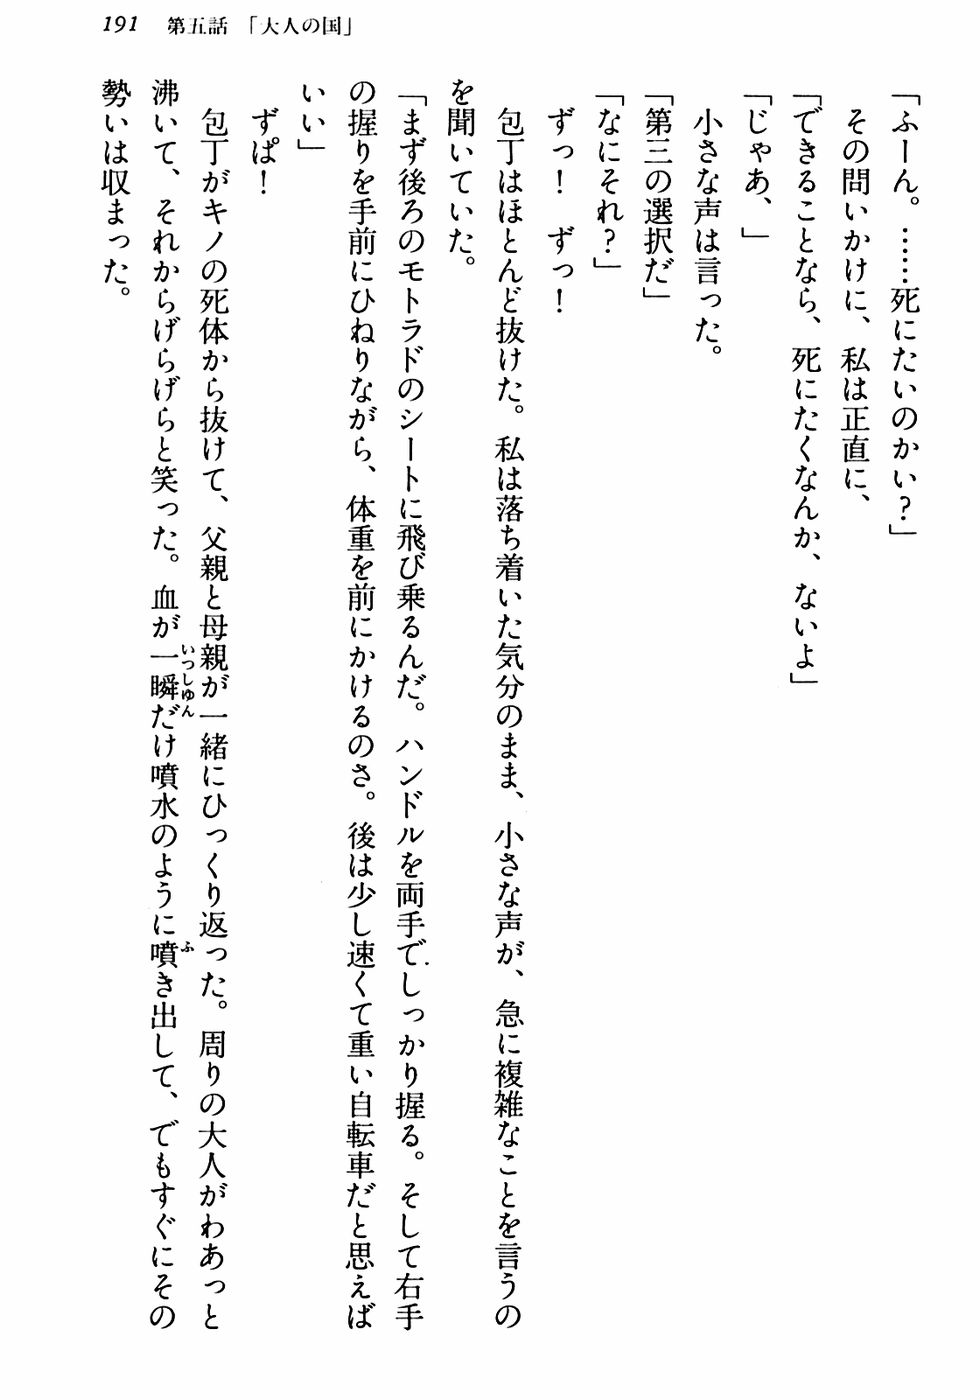 191　第五話　「大人の国」
「ふーん。……死にたいのかい？」
　その問いかけに、私は正直に、
「できることなら、死にたくなんか、ないよ」
「じゃあ、」
　小さな声は言った。
「第三の選択だ」
「なにそれ？」
　ずっ！　ずっ！
　包丁はほとんど抜けた。私は落ち着いた気分のまま、小さな声が、急に複雑なことを言うの
を聞いていた。
「まず後ろのモトラドのシートに飛び乗るんだ。ハンドルを両手でしっかり握る。そして右手
の握りを手前にひねりながら、体重を前にかけるのさ。後は少し速くて重い自転車だと思えば
いい」
　ずぱ！
　包丁がキノの死体から抜けて、父親と母親が一緒にひっくり返った。周りの大人がわあっと
沸いて、それからげらげらと笑った。血が一瞬いっしゅんだけ噴水のように噴ふき出して、でもすぐにその
勢いは収まった。